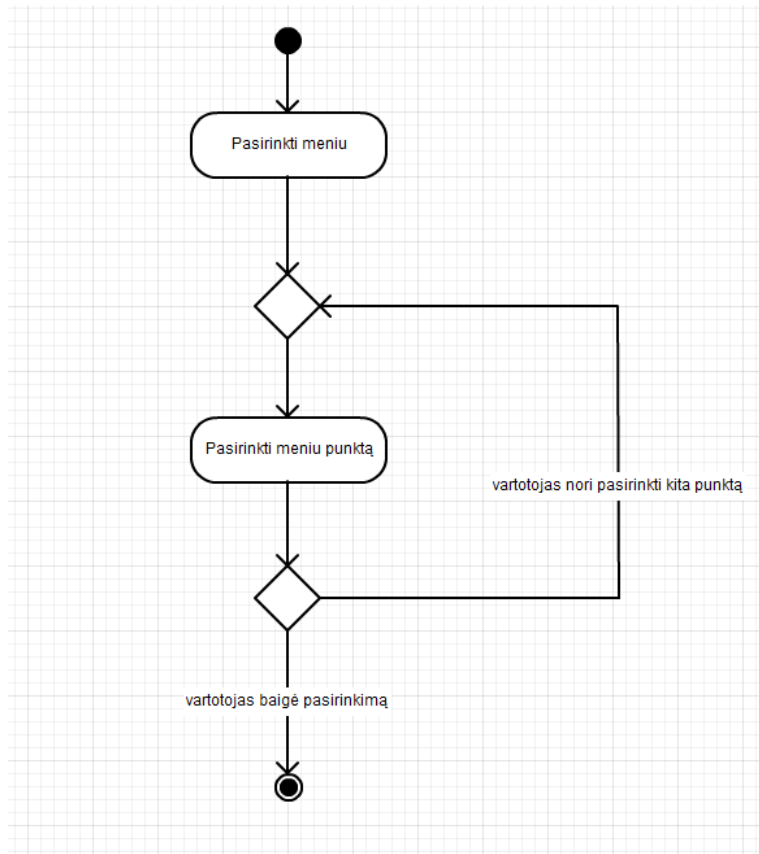 Pasirinkti meniu
Pasirinkti meniu punktą
vartotojas nori pasirinkti kita punktą
vartotojas baigė pasirinkimą